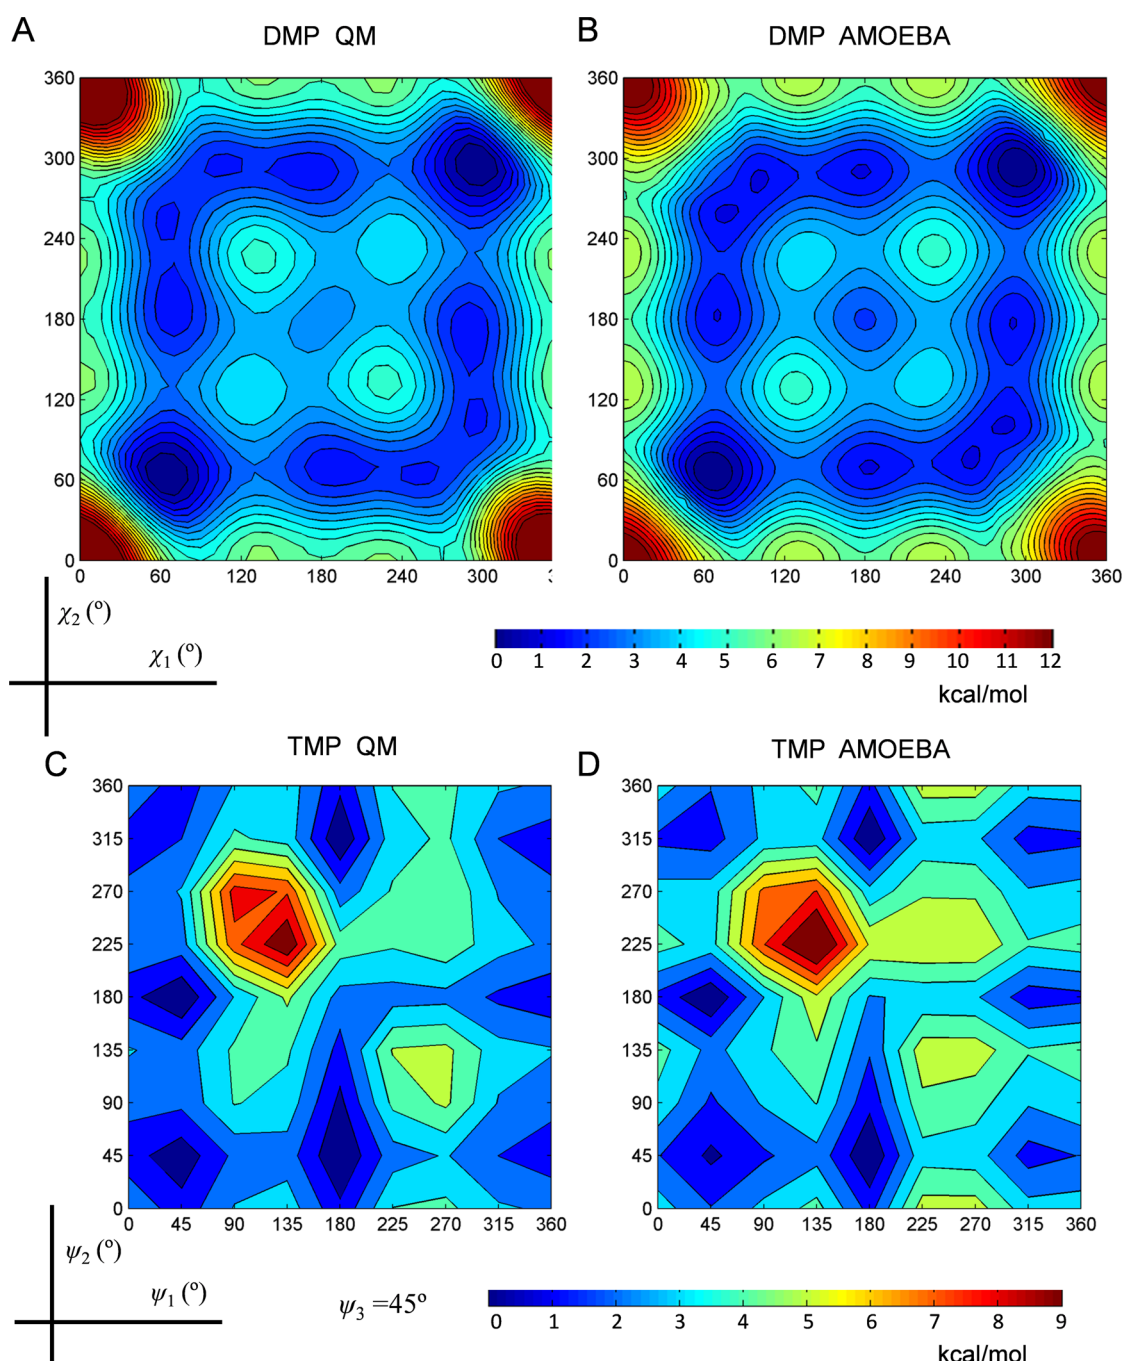 A
DMP QM
B
DMP AMOEBA
360
300
240
180
120
60
0
0 60 120 180 240 300
360
300
240
180
120
60
0
0 60 120 180 240 300 360
χ2 (º)
χ1 (º)
0 1 2 3 4 5 6 7 8 9 10 11 12
kcal/mol
C
TMP QM
D
TMP AMOEBA
360
315
270
225
180
135
90
45
0
0 45 90 135 180 225 270 315 360
360
315
270
225
180
135
90
45
0
0 45 90 135 180 225 270 315 360
ψ2 (º)
ψ1 (º)
ψ3 =45º
0 1 2 3 4 5 6 7 8 9
kcal/mol